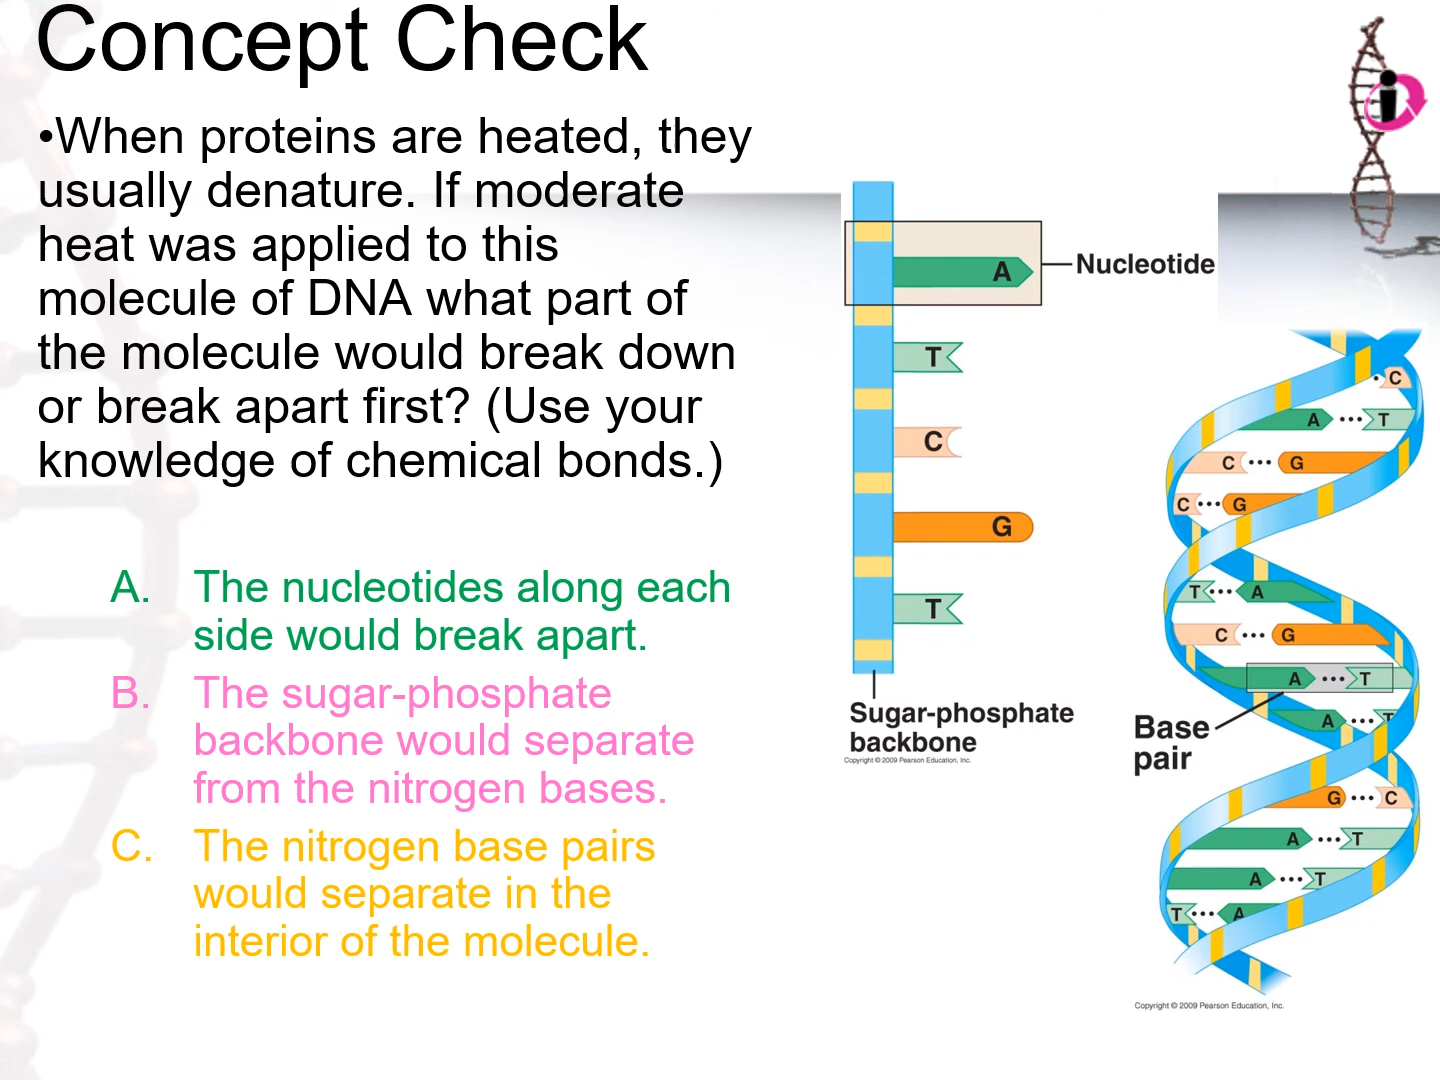 Concept Check
•When proteins are heated, they
usually denature. If moderate
heat was applied to this
molecule of DNA what part of
the molecule would break down
or break apart first? (Use your
knowledge of chemical bonds.)
A. The nucleotides along each
side would break apart.
B. The sugar-phosphate
backbone would separate
from the nitrogen bases.
C. The nitrogen base pairs
would separate in the
interior of the molecule.
A
Nucleotide
T
C
G
T
Sugar-phosphate
backbone
Copyright © 2009 Pearson Education, Inc.
C
A ••• T
C ••• G
C ••• G
T ••• A
C ••• G
A ••• T
A ••• T
Base
pair
G ••• C
A ••• T
A ••• T
T ••• A
Copyright © 2009 Pearson Education, Inc.